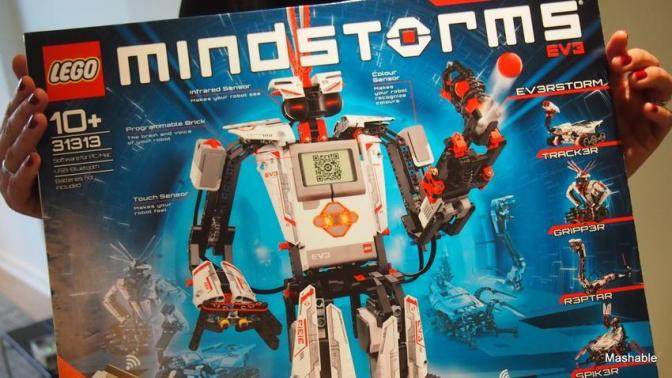 LEGO
MINDSTORMS
EV3
10+
31313
Software for PC/Mac
USB/Bluetooth
Batteries not
included
Infrared Sensor
Makes your robot see
Colour
Sensor
Makes your
robot
recognize
colours
Programmable Brick
The brain and voice
of your robot
Touch Sensor
Makes your
robot feel
EV3
EV3
EV3RSTORM
TRACK3R
GRIPP3R
R3PTAR
SPIK3R
Mashable